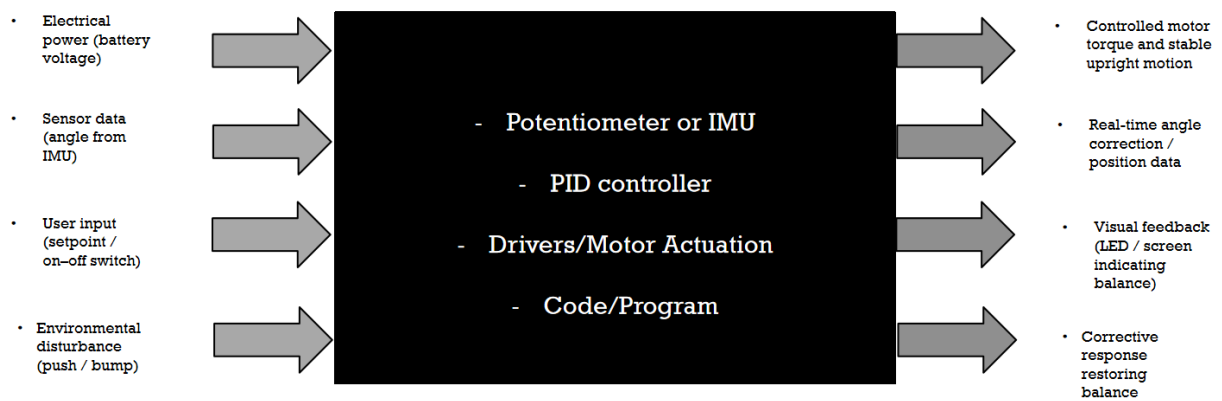 • Electrical
power (battery
voltage)
• Sensor data
(angle from
IMU)
• User input
(setpoint /
on–off switch)
• Environmental
disturbance
(push / bump)
- Potentiometer or IMU
- PID controller
- Drivers/Motor Actuation
- Code/Program
• Controlled motor
torque and stable
upright motion
• Real-time angle
correction /
position data
• Visual feedback
(LED / screen
indicating
balance)
• Corrective
response
restoring
balance